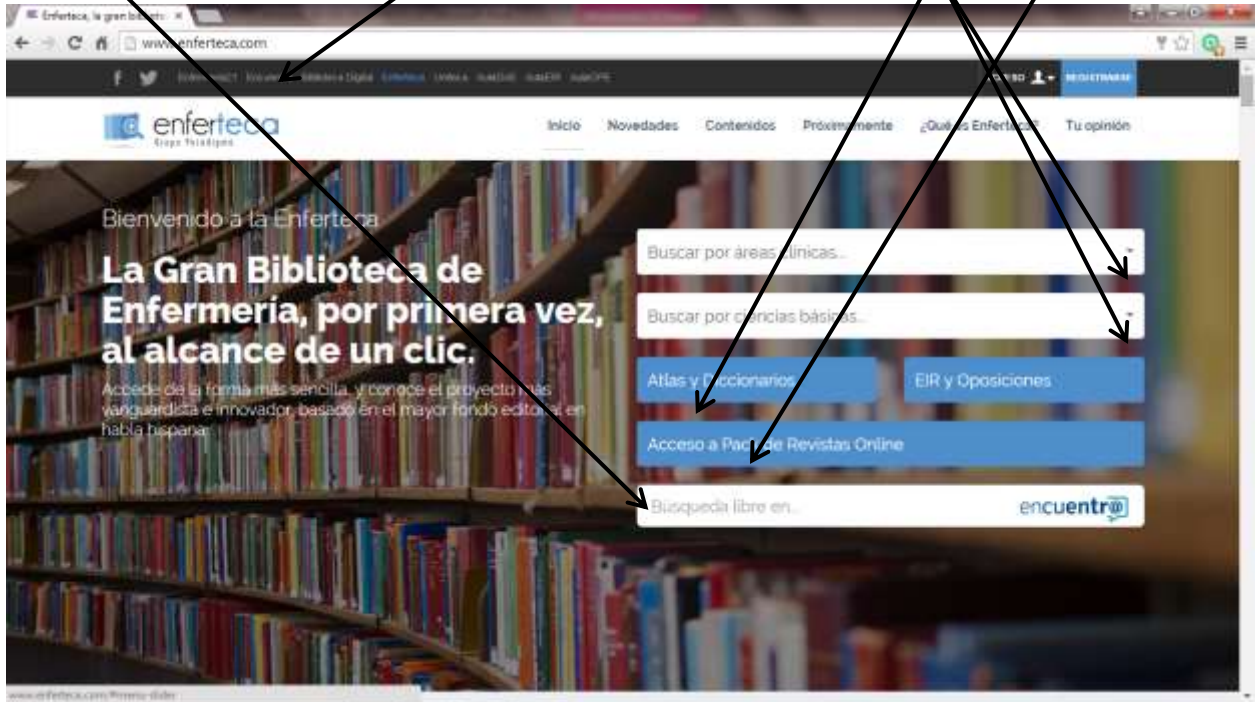 Enferteca, la gran bibliote
www.enferteca.com
Enferteca
REGISTRARSE
enferteca
Grupo Paradigma
Inicio Novedades Contenidos Próximamente ¿Qué es Enferteca? Tu opinión
Bienvenido a la Enferteca
La Gran Biblioteca de
Enfermería, por primera vez,
al alcance de un clic.
Accede de la forma más sencilla, y conoce el proyecto más
vanguardista e innovador, basado en el mayor fondo editorial en
habla hispana.
Buscar por áreas clínicas...
Buscar por ciencias básicas...
Atlas y Diccionarios
EIR y Oposiciones
Acceso a Pack de Revistas Online
Búsqueda libre en...
encuentr@